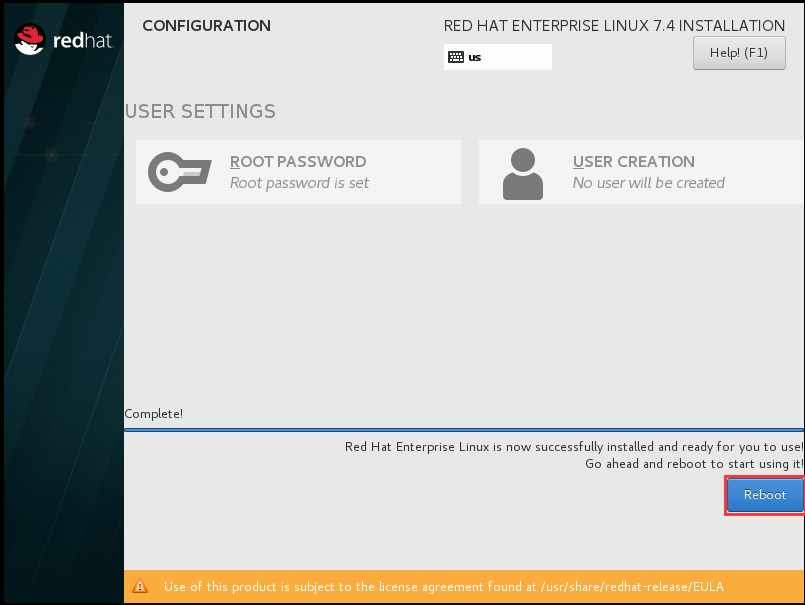 redhat.
CONFIGURATION
RED HAT ENTERPRISE LINUX 7.4 INSTALLATION
us
Help! (F1)
USER SETTINGS
ROOT PASSWORD
Root password is set
USER CREATION
No user will be created
Complete!
Red Hat Enterprise Linux is now successfully installed and ready for you to use!
Go ahead and reboot to start using it!
Reboot
Use of this product is subject to the license agreement found at /usr/share/redhat-release/EULA